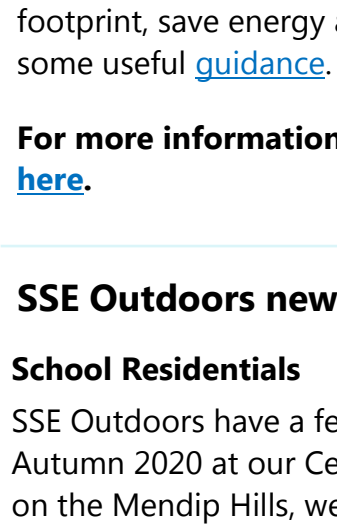 footprint, save energy
some useful guidance.
For more information
here.
SSE Outdoors new
School Residentials
SSE Outdoors have a fe
Autumn 2020 at our Ce
on the Mendip Hills, we